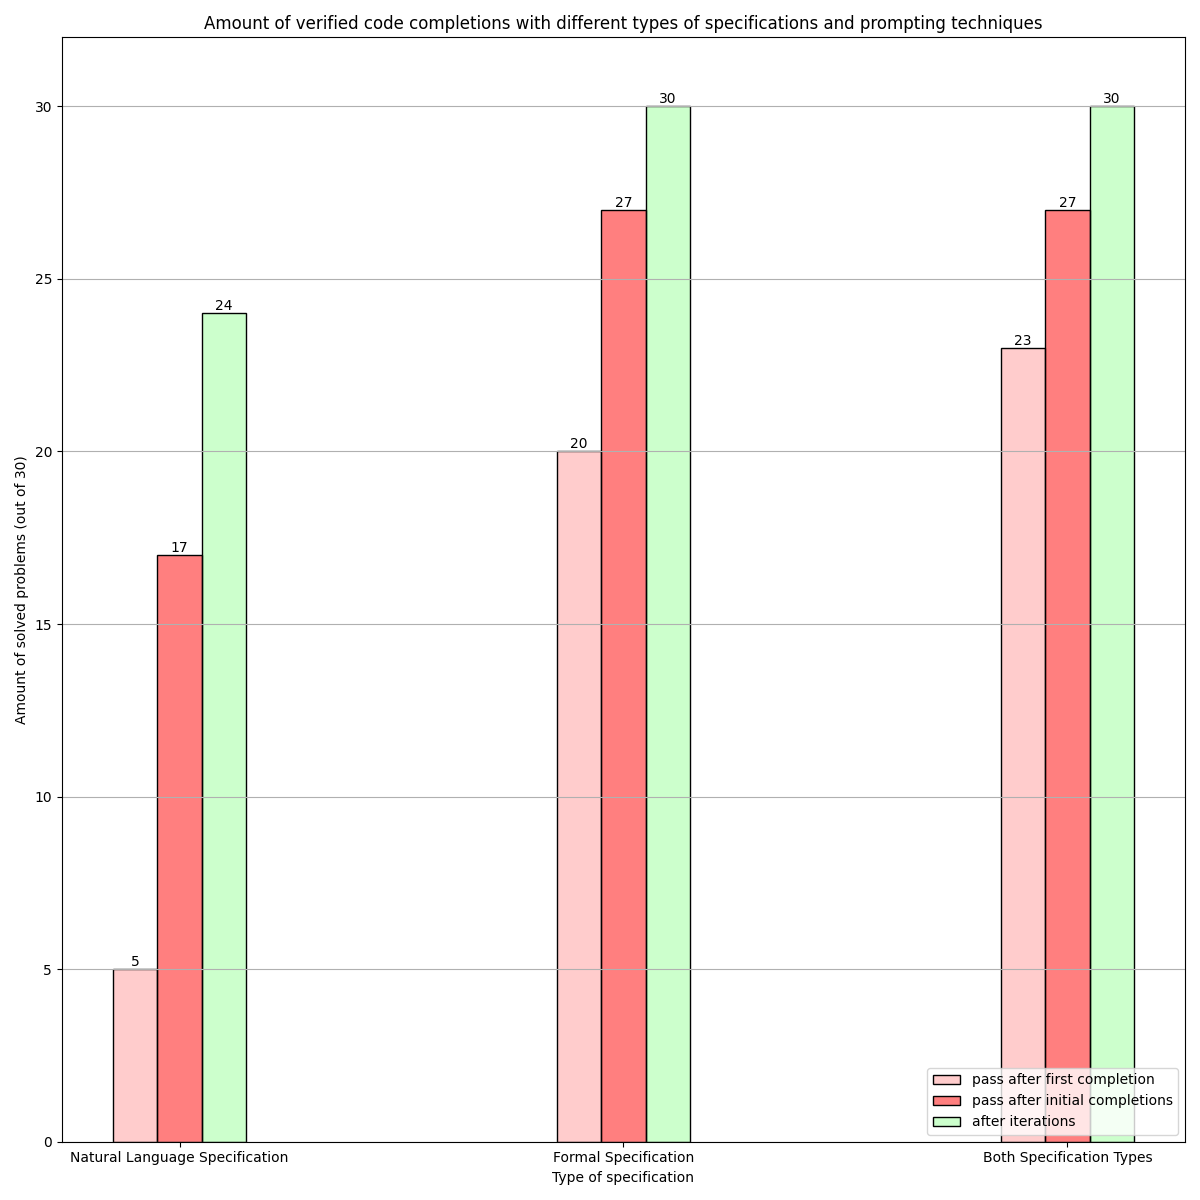 Amount of verified code completions with different types of specifications and prompting techniques
Amount of solved problems (out of 30)
30
25
20
15
10
5
0
5
17
24
20
27
30
23
27
30
pass after first completion
pass after initial completions
after iterations
Natural Language Specification
Formal Specification
Both Specification Types
Type of specification